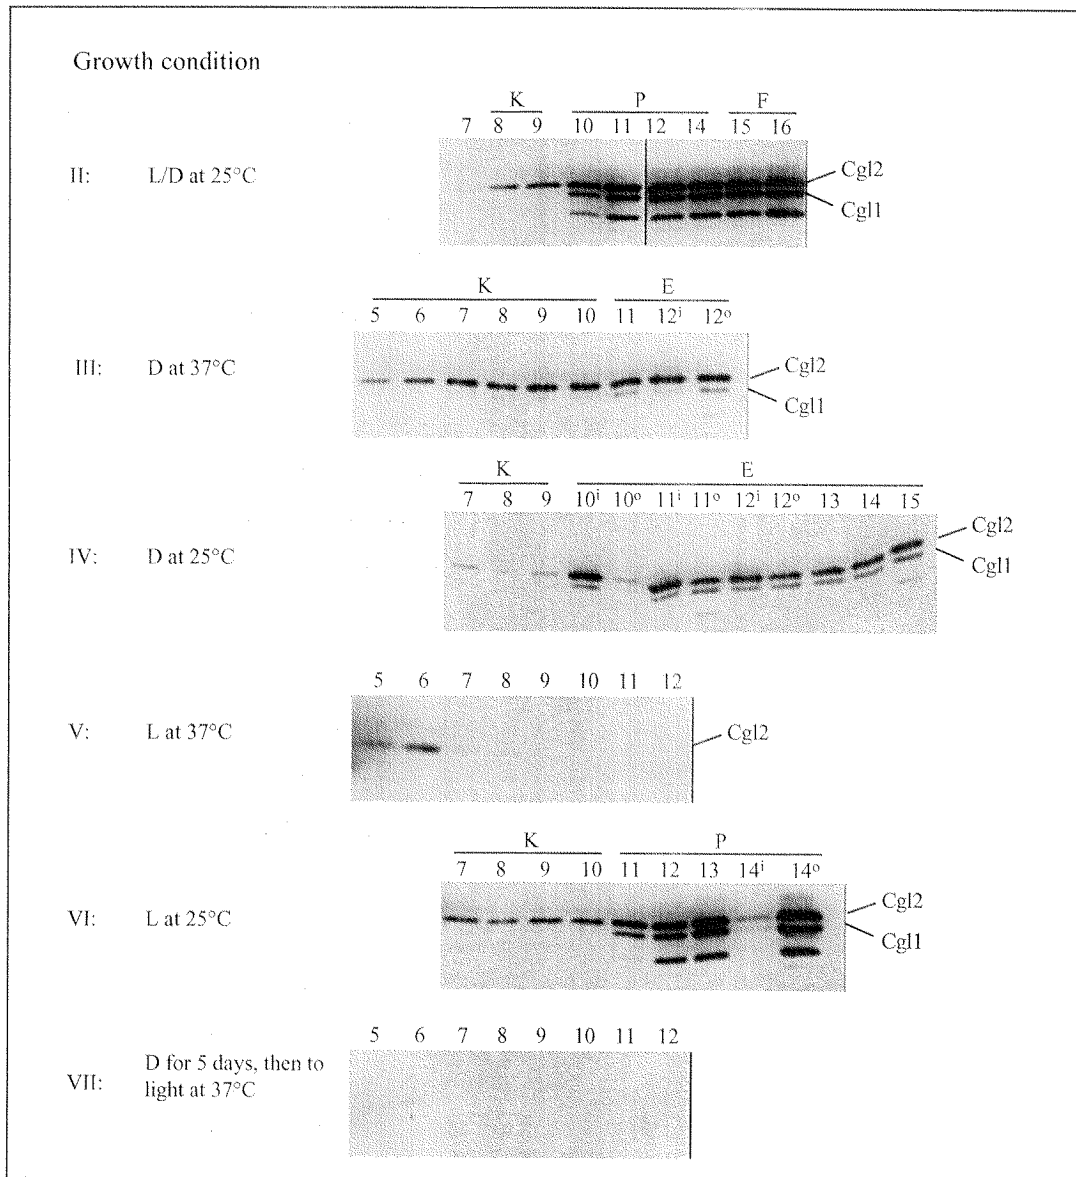 Growth condition
K P F
7 8 9 10 11 12 14 15 16
II: L/D at 25°C
Cgl2
Cgl1
K E
5 6 7 8 9 10 11 12i 12o
III: D at 37°C
Cgl2
Cgl1
K E
7 8 9 10i 10o 11i 11o 12i 12o 13 14 15
IV: D at 25°C
Cgl2
Cgl1
5 6 7 8 9 10 11 12
V: L at 37°C
Cgl2
K P
7 8 9 10 11 12 13 14i 14o
VI: L at 25°C
Cgl2
Cgl1
5 6 7 8 9 10 11 12
VII: D for 5 days, then to
light at 37°C